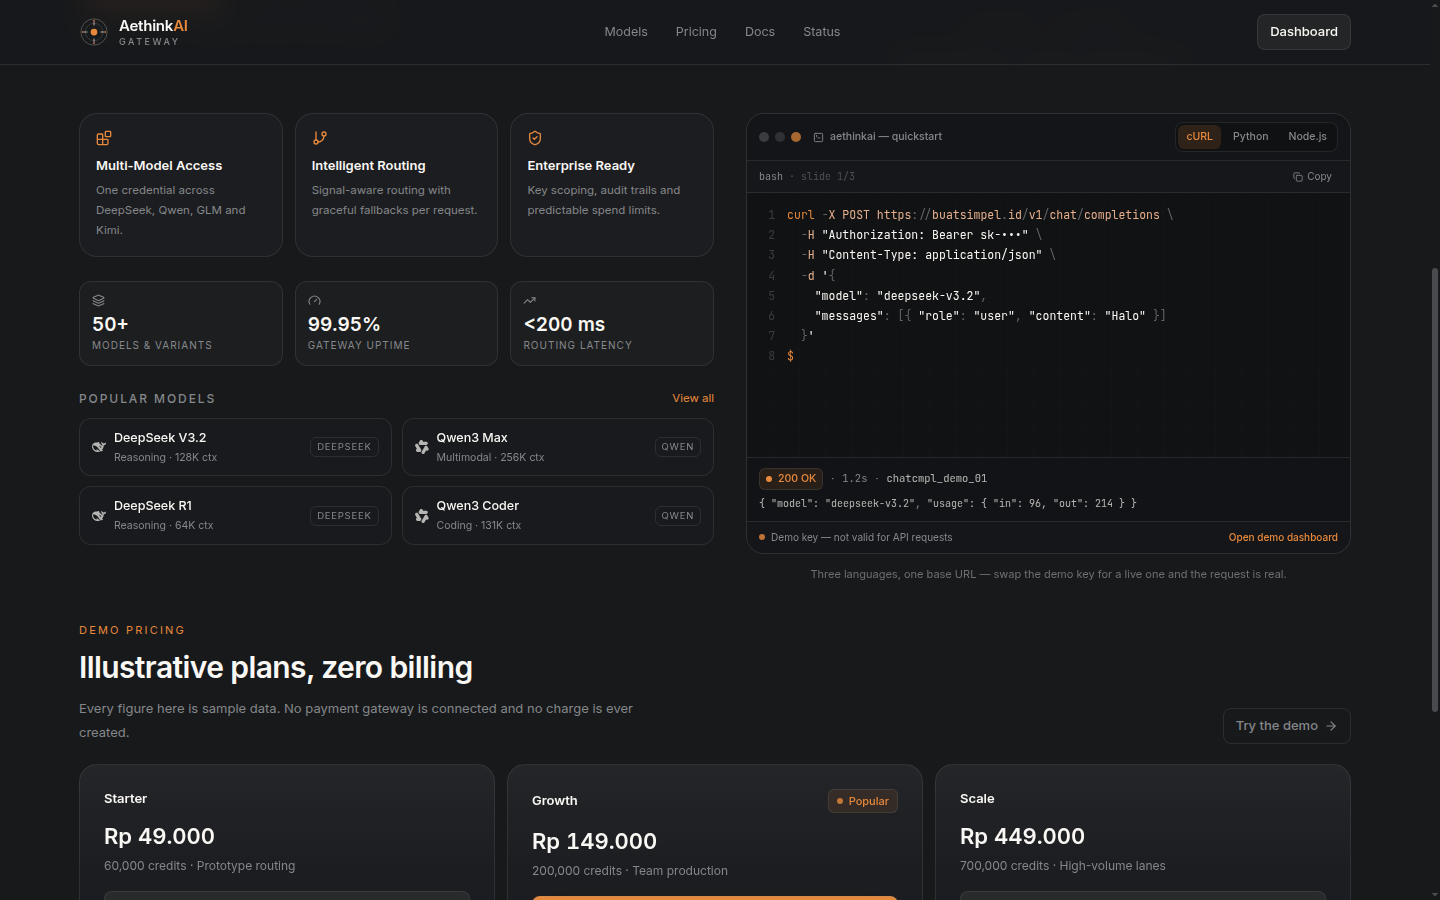 AethinkAI
GATEWAY
Models
Pricing
Docs
Status
Dashboard
Multi-Model Access
One credential across
DeepSeek, Qwen, GLM and
Kimi.
Intelligent Routing
Signal-aware routing with
graceful fallbacks per request.
Enterprise Ready
Key scoping, audit trails and
predictable spend limits.
50+
MODELS & VARIANTS
99.95%
GATEWAY UPTIME
<200 ms
ROUTING LATENCY
POPULAR MODELS
View all
DeepSeek V3.2
Reasoning · 128K ctx
DEEPSEEK
Qwen3 Max
Multimodal · 256K ctx
QWEN
DeepSeek R1
Reasoning · 64K ctx
DEEPSEEK
Qwen3 Coder
Coding · 131K ctx
QWEN
aethinkai — quickstart
cURL
Python
Node.js
bash · slide 1/3
Copy
1 curl -X POST https://buatsimpel.id/v1/chat/completions \
2 -H "Authorization: Bearer sk-•••" \
3 -H "Content-Type: application/json" \
4 -d '{
5 "model": "deepseek-v3.2",
6 "messages": [{ "role": "user", "content": "Halo" }]
7 }'
8 $
200 OK · 1.2s · chatcmpl_demo_01
{ "model": "deepseek-v3.2", "usage": { "in": 96, "out": 214 } }
Demo key — not valid for API requests
Open demo dashboard
Three languages, one base URL — swap the demo key for a live one and the request is real.
DEMO PRICING
Illustrative plans, zero billing
Every figure here is sample data. No payment gateway is connected and no charge is ever
created.
Try the demo
Starter
Rp 49.000
60,000 credits · Prototype routing
Growth
Popular
Rp 149.000
200,000 credits · Team production
Scale
Rp 449.000
700,000 credits · High-volume lanes